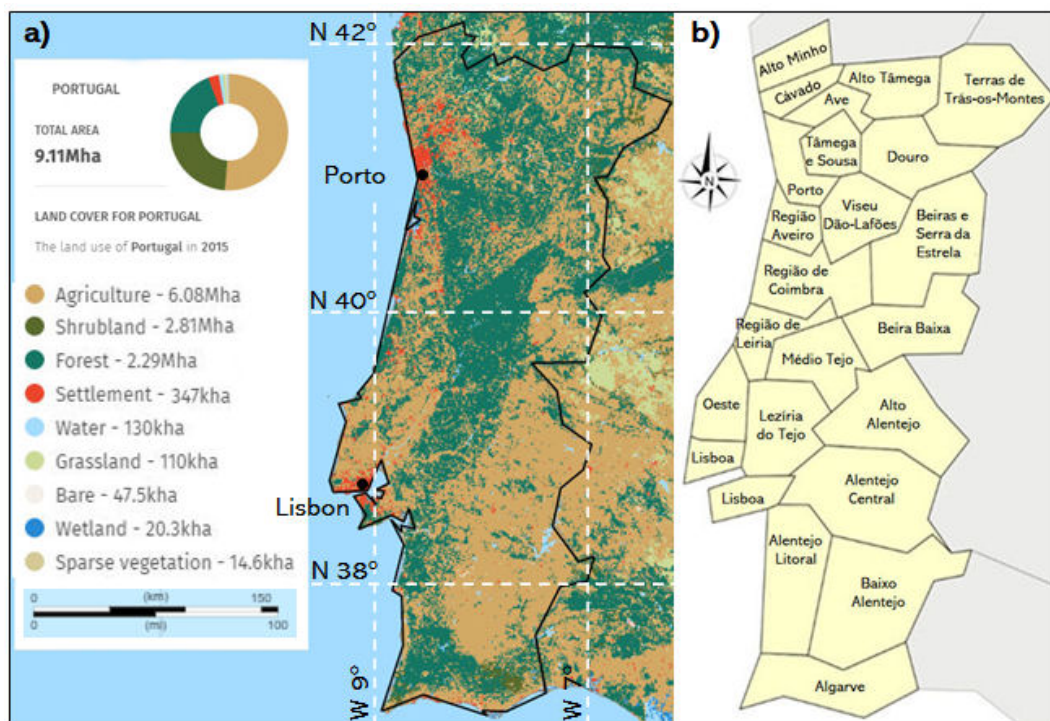 a)
PORTUGAL
TOTAL AREA
9.11Mha
LAND COVER FOR PORTUGAL
The land use of Portugal in 2015
Agriculture - 6.08Mha
Shrubland - 2.81Mha
Forest - 2.29Mha
Settlement - 347kha
Water - 130kha
Grassland - 110kha
Bare - 47.5kha
Wetland - 20.3kha
Sparse vegetation - 14.6kha
0 (km) 150
0 (mi) 100
N 42°
Porto
N 40°
Lisbon
N 38°
W 9°
W 7°
b)
N
Alto Minho
Cávado
Ave
Alto Tâmega
Terras de
Trás-os-Montes
Tâmega
e Sousa
Douro
Porto
Região
Aveiro
Viseu
Dão-Lafões
Beiras e
Serra da
Estrela
Região de
Coimbra
Região de
Leiria
Beira Baixa
Médio Tejo
Oeste
Lezíria
do Tejo
Alto
Alentejo
Lisboa
Lisboa
Alentejo
Central
Alentejo
Litoral
Baixo
Alentejo
Algarve